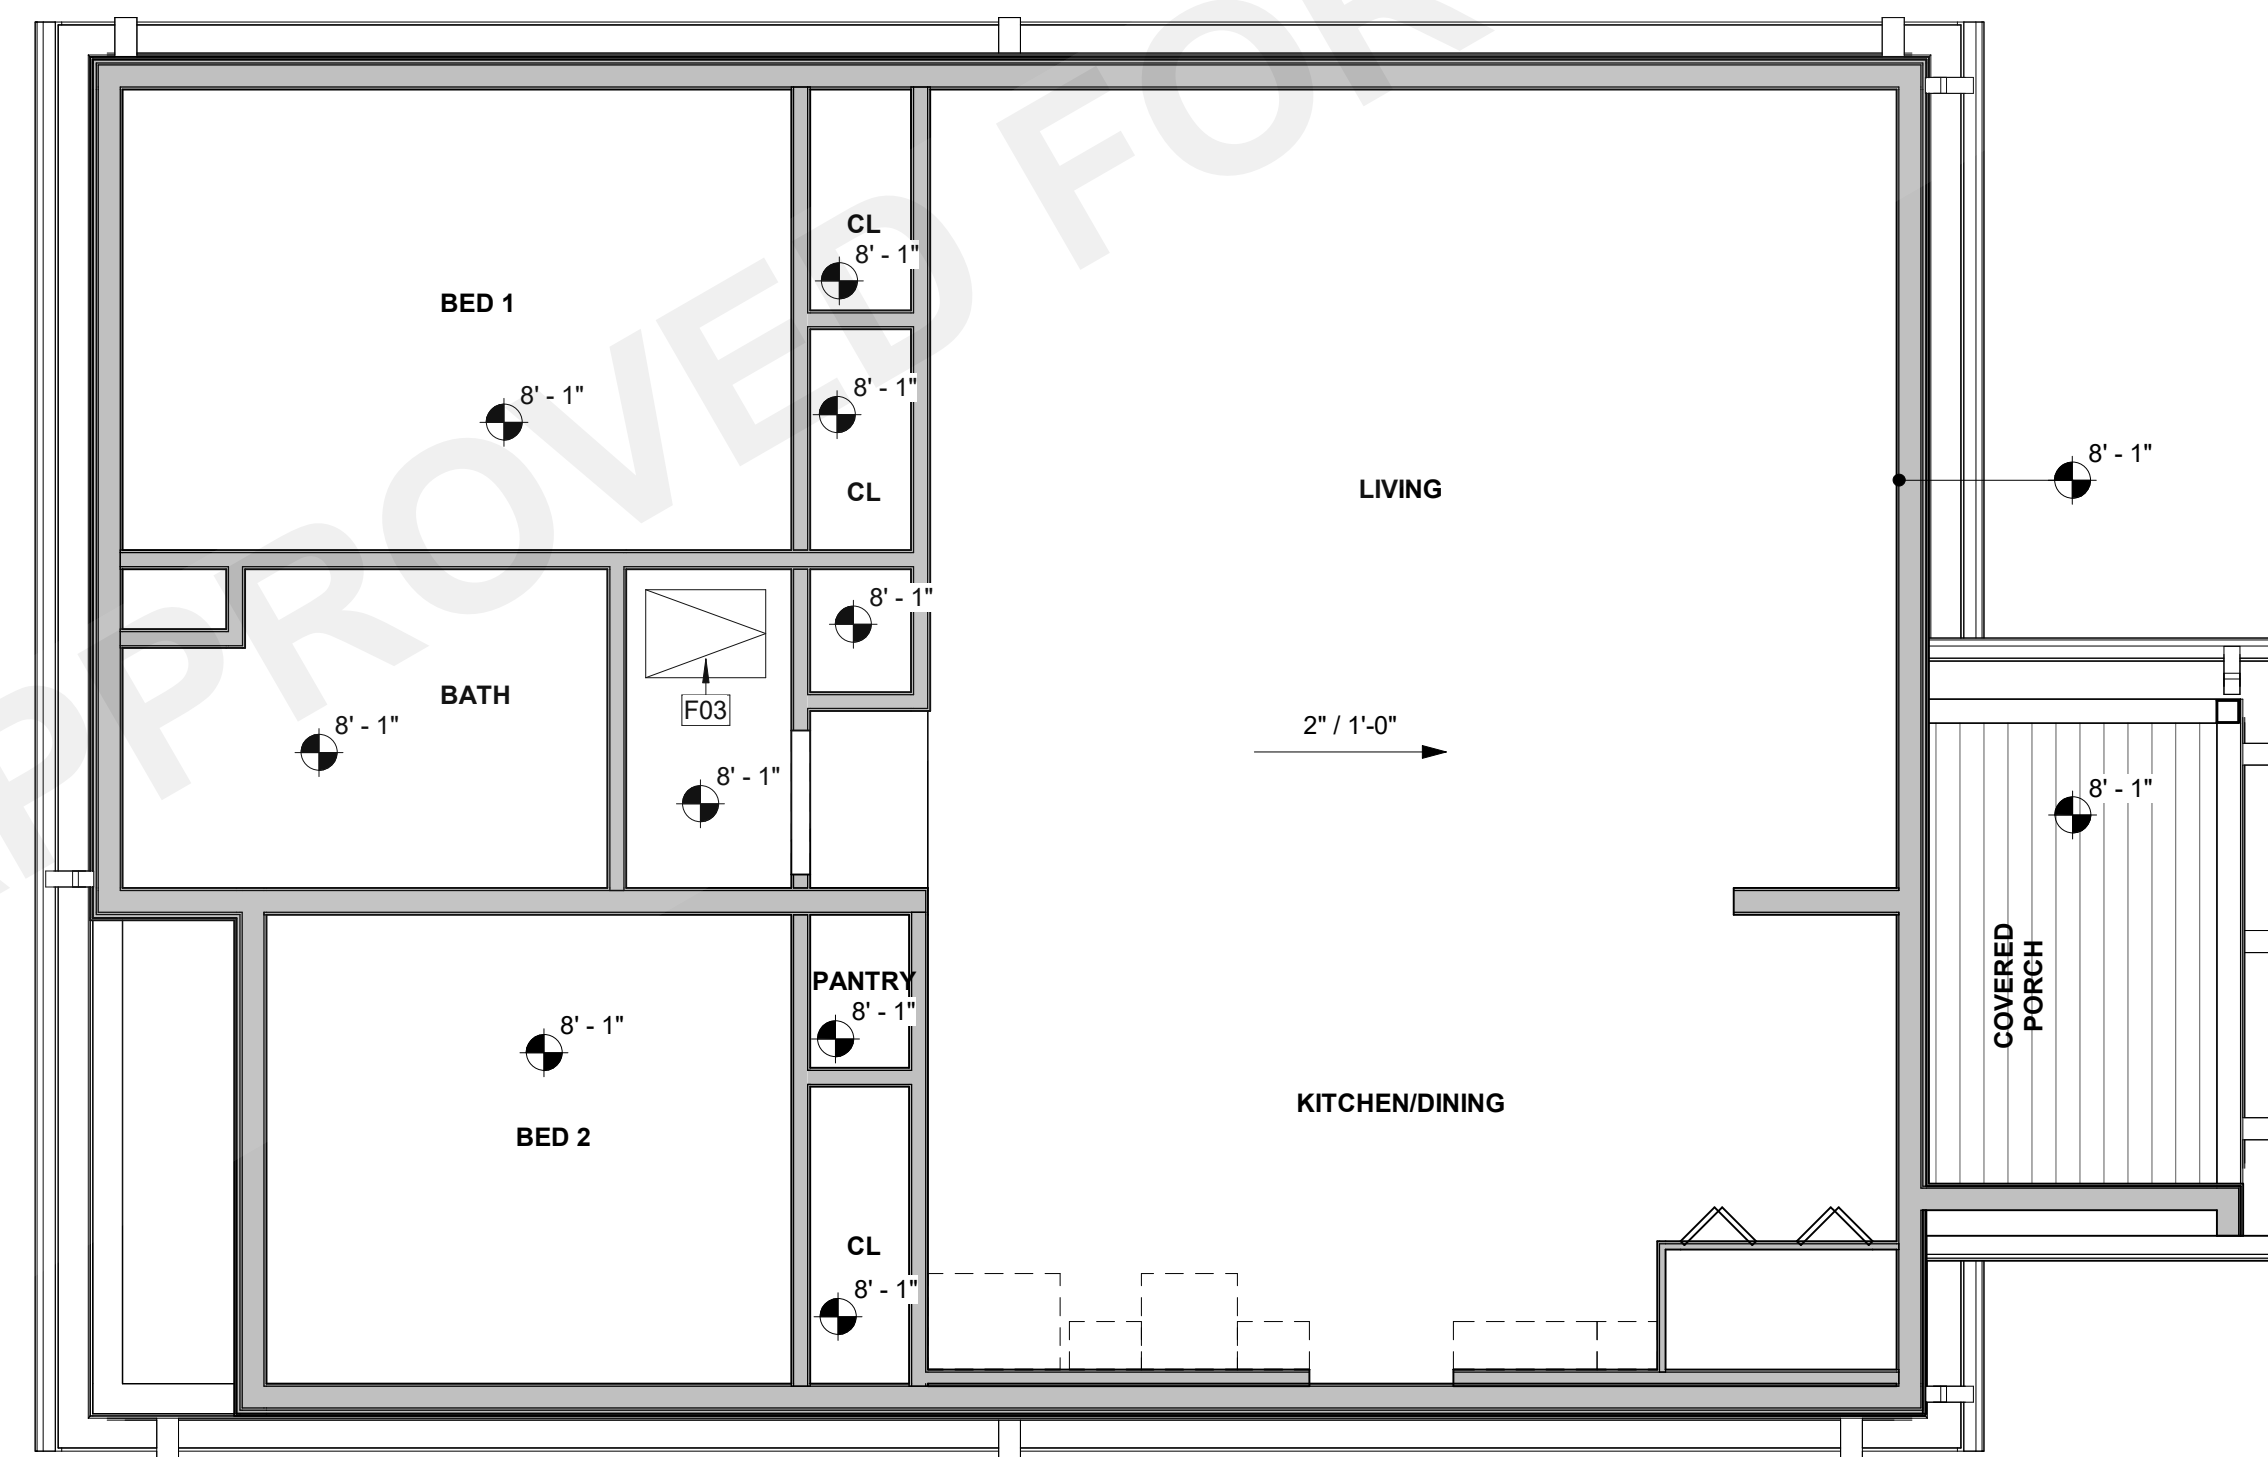 APPROVED FOR
CL
8' - 1"
BED 1
8' - 1"
8' - 1"
CL
LIVING
8' - 1"
8' - 1"
BATH
F03
8' - 1"
2" / 1'-0"
8' - 1"
8' - 1"
PANTRY
8' - 1"
COVERED
PORCH
8' - 1"
BED 2
KITCHEN/DINING
CL
8' - 1"